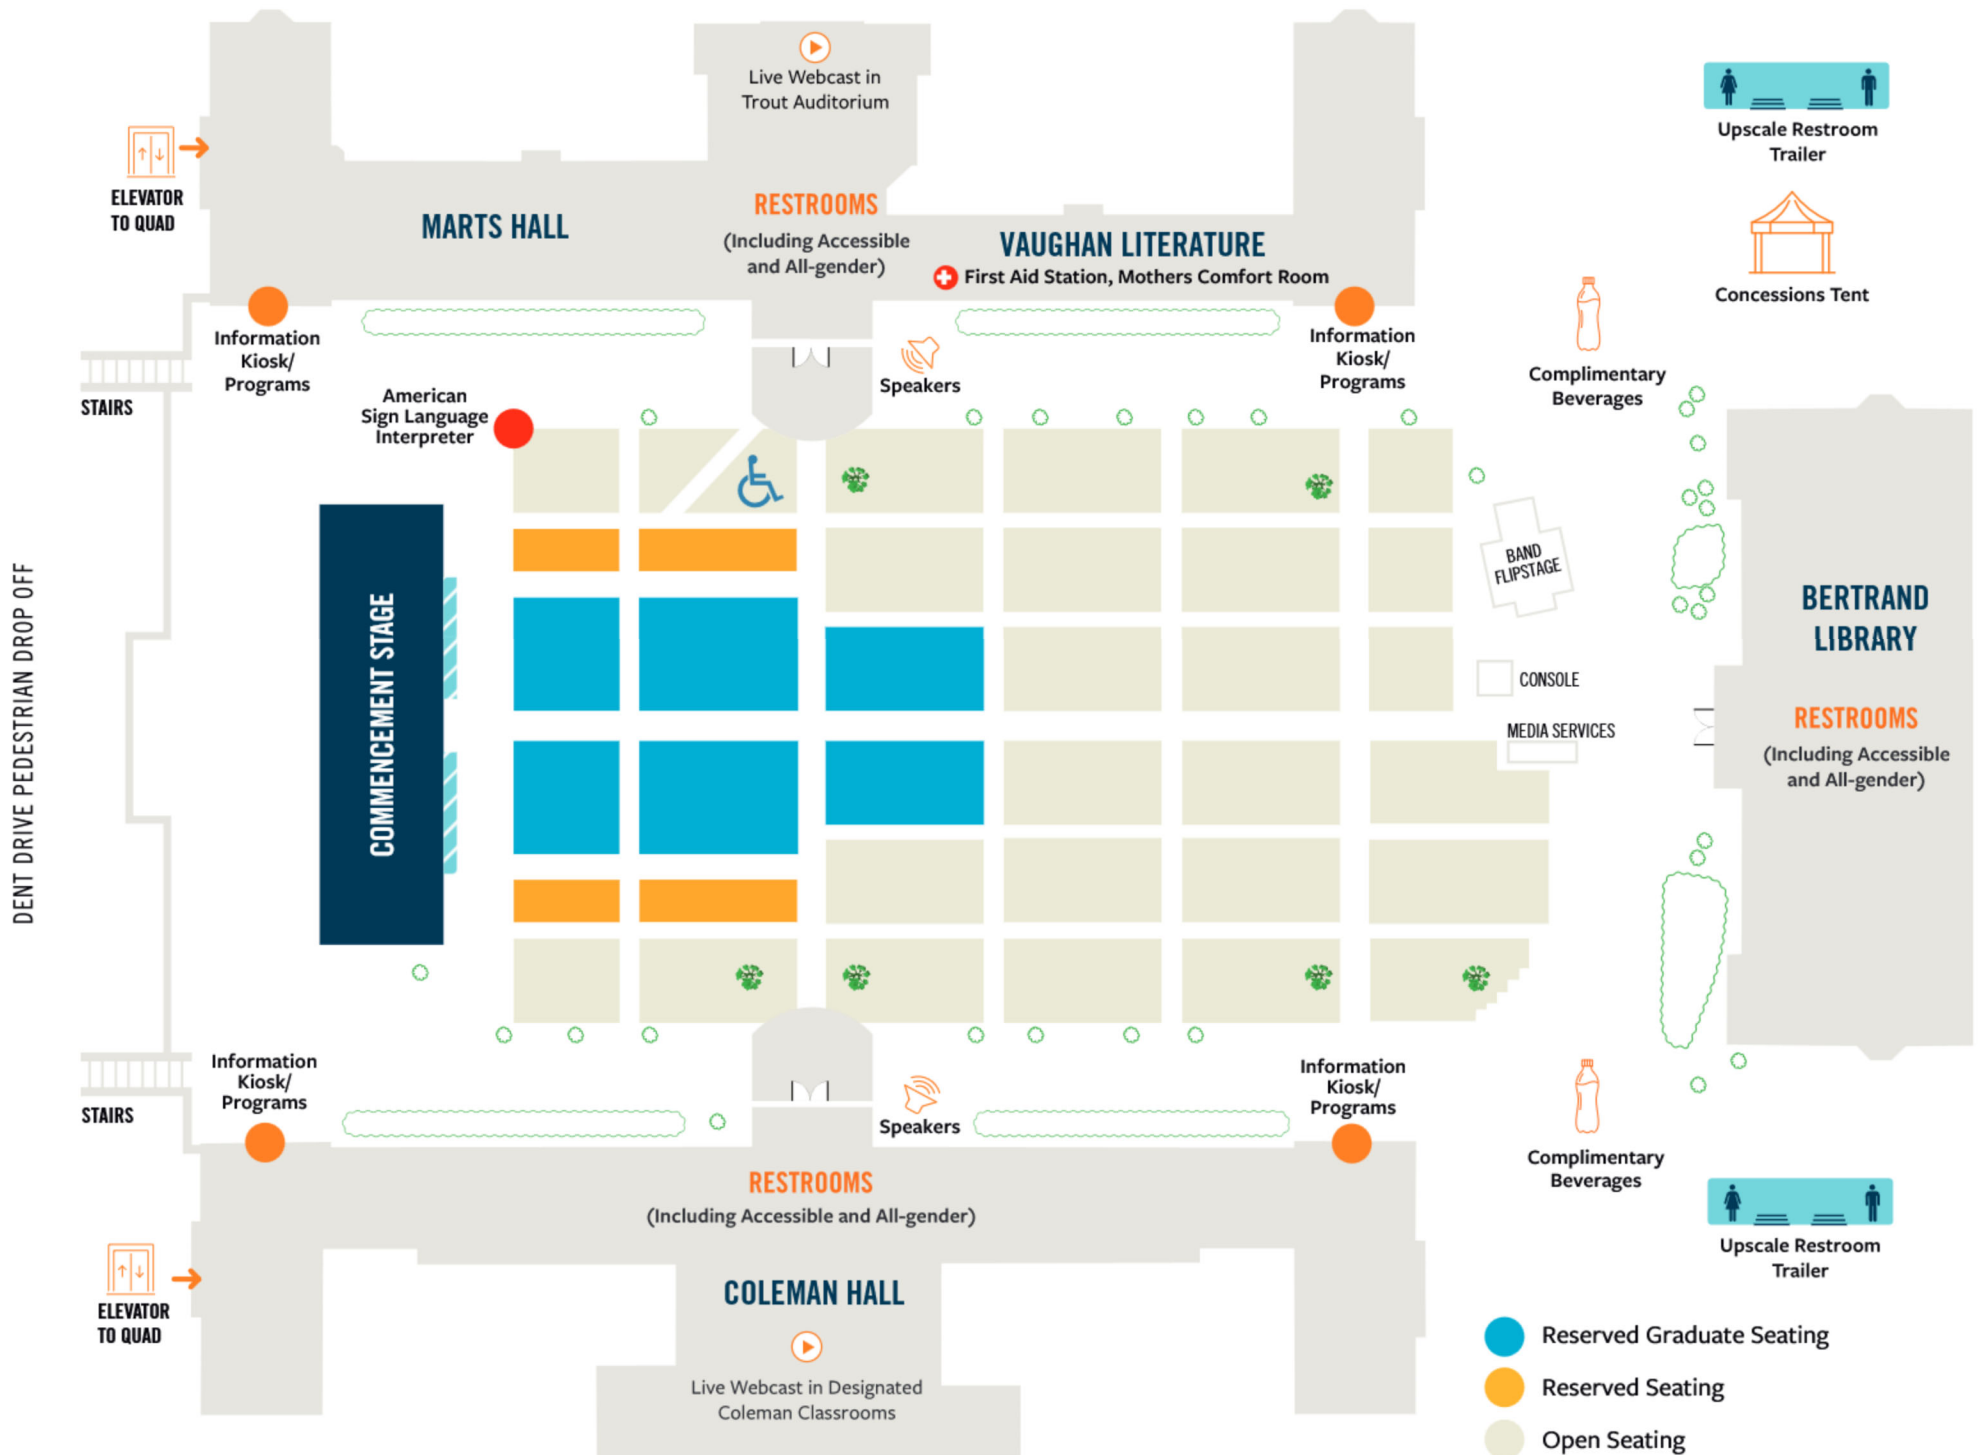 Live Webcast in
Trout Auditorium
Upscale Restroom
Trailer
ELEVATOR
TO QUAD
MARTS HALL
RESTROOMS
(Including Accessible
and All-gender)
VAUGHAN LITERATURE
First Aid Station, Mothers Comfort Room
Concessions Tent
Information
Kiosk/
Programs
Information
Kiosk/
Programs
Complimentary
Beverages
STAIRS
American
Sign Language
Interpreter
Speakers
DENT DRIVE PEDESTRIAN DROP OFF
COMMENCEMENT STAGE
BAND
FLIPSTAGE
CONSOLE
MEDIA SERVICES
BERTRAND
LIBRARY
RESTROOMS
(Including Accessible
and All-gender)
STAIRS
Information
Kiosk/
Programs
Speakers
Information
Kiosk/
Programs
Complimentary
Beverages
RESTROOMS
(Including Accessible and All-gender)
Upscale Restroom
Trailer
ELEVATOR
TO QUAD
COLEMAN HALL
Live Webcast in Designated
Coleman Classrooms
Reserved Graduate Seating
Reserved Seating
Open Seating